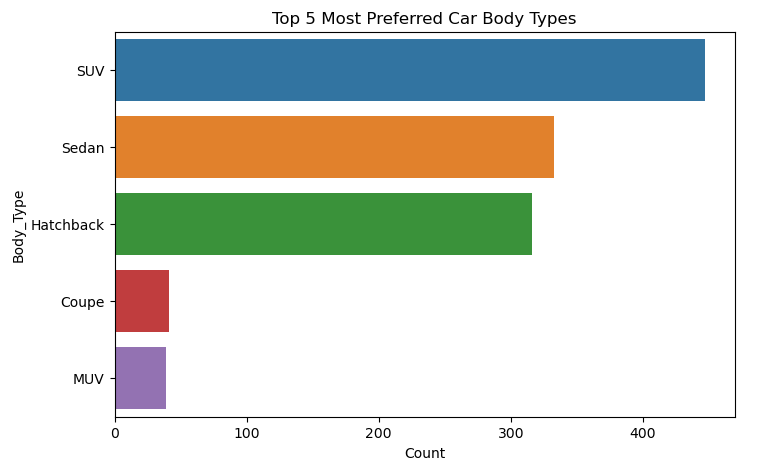 Top 5 Most Preferred Car Body Types
SUV
Sedan
Hatchback
Coupe
MUV
Body_Type
0 100 200 300 400
Count